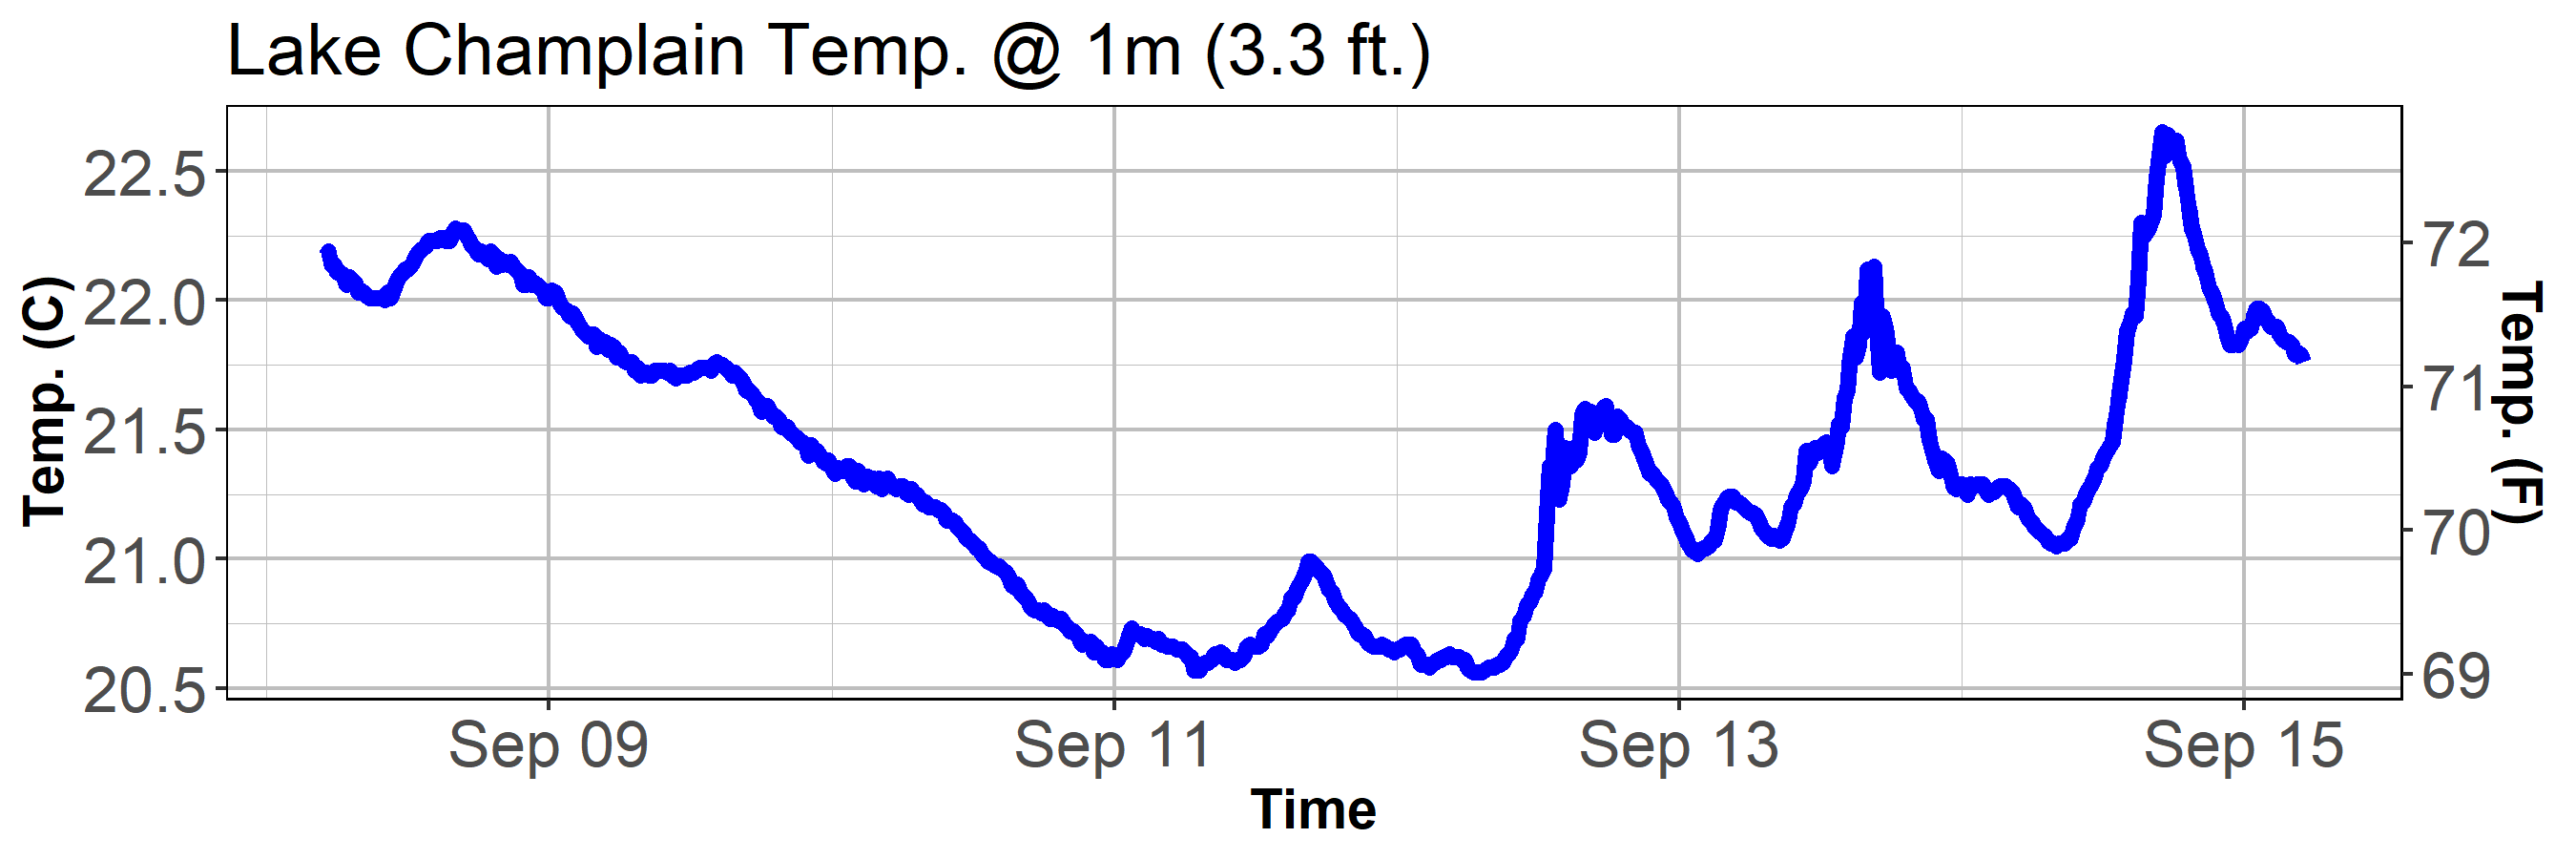 Lake Champlain Temp. @ 1m (3.3 ft.)
Temp. (C)
22.5
22.0
21.5
21.0
20.5
72
71
70
69
Temp. (F)
Sep 09
Sep 11
Sep 13
Sep 15
Time